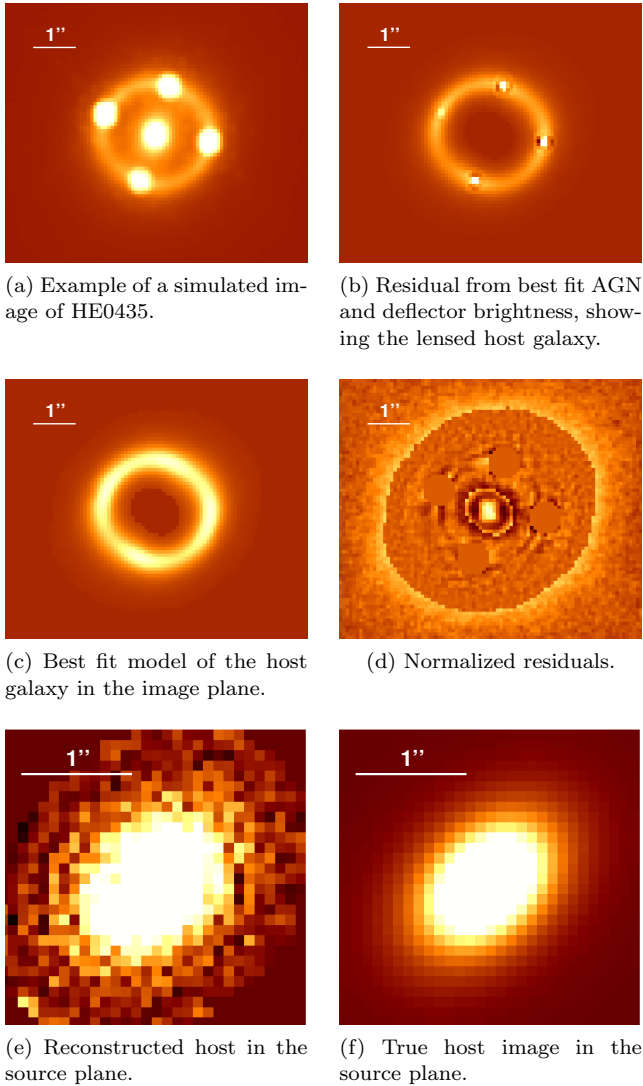 1’’
1’’
(a) Example of a simulated im-
age of HE0435.
(b) Residual from best fit AGN
and deflector brightness, show-
ing the lensed host galaxy.
1’’
1’’
(c) Best fit model of the host
galaxy in the image plane.
(d) Normalized residuals.
1’’
1’’
(e) Reconstructed host in the
source plane.
(f) True host image in the
source plane.